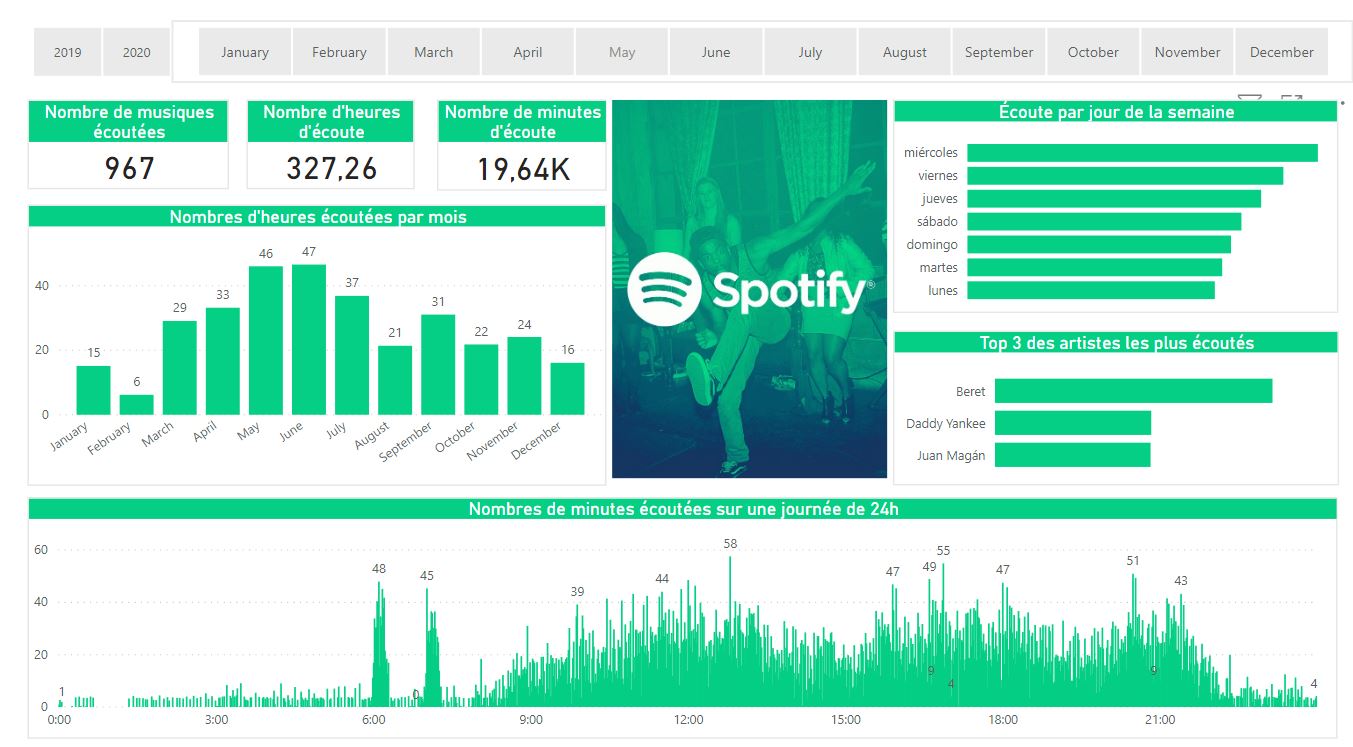 2019 2020 January February March April May June July August September October November December
Nombre de musiques
écoutées
967
Nombre d'heures
d'écoute
327,26
Nombre de minutes
d'écoute
19,64K
Nombres d'heures écoutées par mois
40
20
0
15
6
29
33
46
47
37
21
31
22
24
16
January
February
March
April
May
June
July
August
September
October
November
December
Spotify®
Écoute par jour de la semaine
miércoles
viernes
jueves
sábado
domingo
martes
lunes
Top 3 des artistes les plus écoutés
Beret
Daddy Yankee
Juan Magán
Nombres de minutes écoutées sur une journée de 24h
60
40
20
0
1
48
0
45
39
44
58
47
49
9
55
4
47
51
9
43
4
0:00 3:00 6:00 9:00 12:00 15:00 18:00 21:00